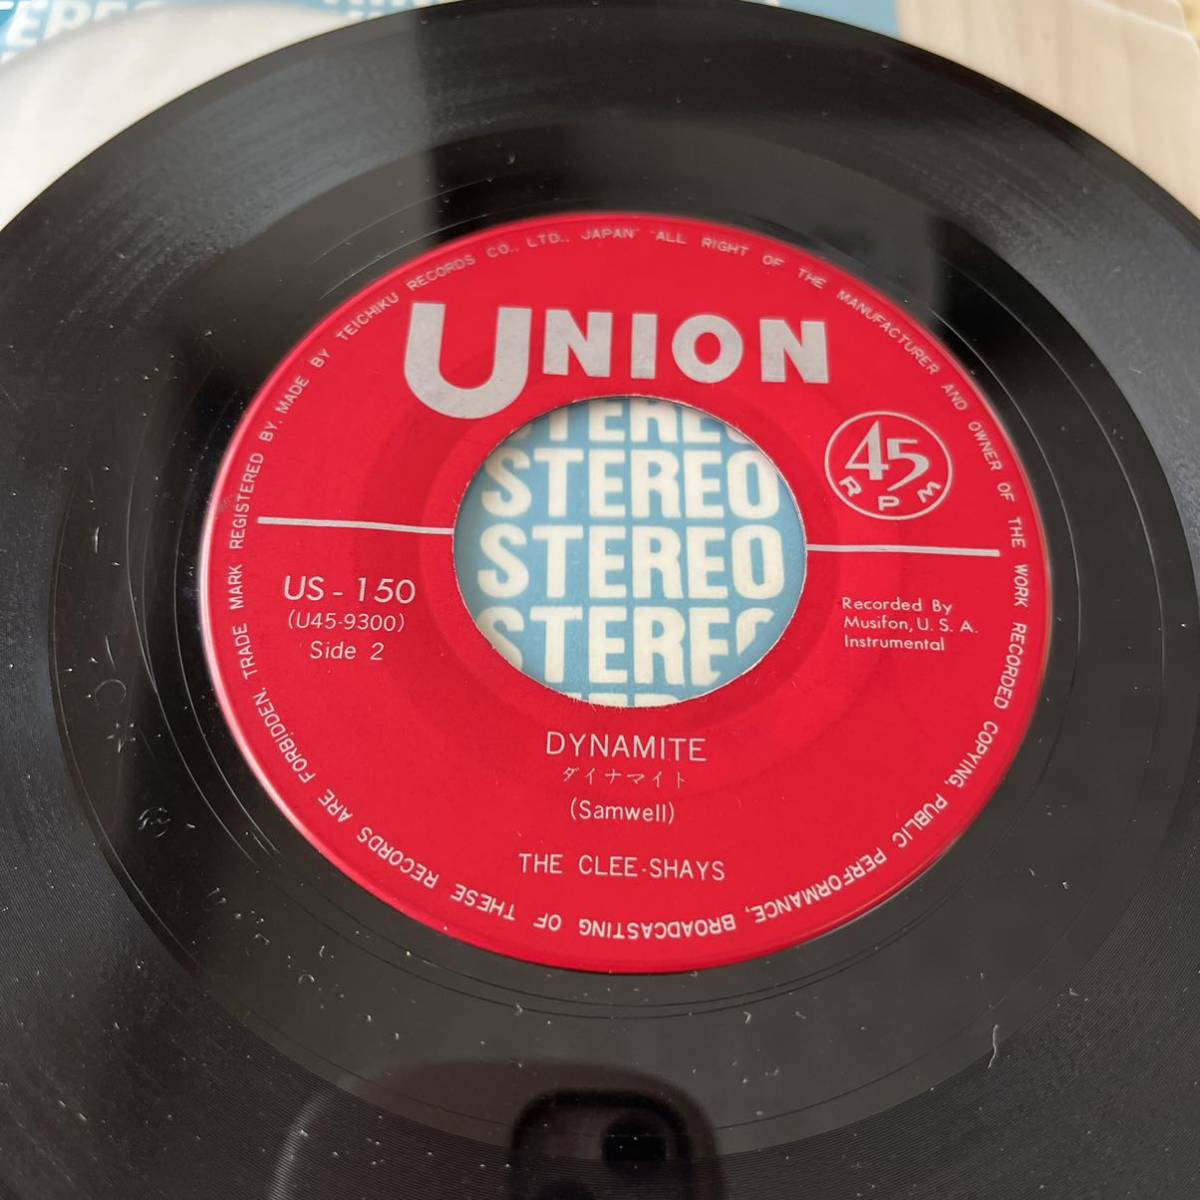 UNION
45
RPM
US-150
(U45-9300)
Side 2
Recorded By
Musifon, U. S. A.
Instrumental
STEREO
STEREO
STEREO
STEREO
DYNAMITE
ダイナマイト
(Samwell)
THE CLEE-SHAYS
TRADE MARK REGISTERED BY. MADE BY TEICHIKU RECORDS CO., LTD., JAPAN" "ALL RIGHT OF THE MANUFACTURER AND OWNER OF THE WORK RECORDED COPYING, PUBLIC PERFORMANCE, BROADCASTING OF THESE RECORDS ARE FORBIDDEN,